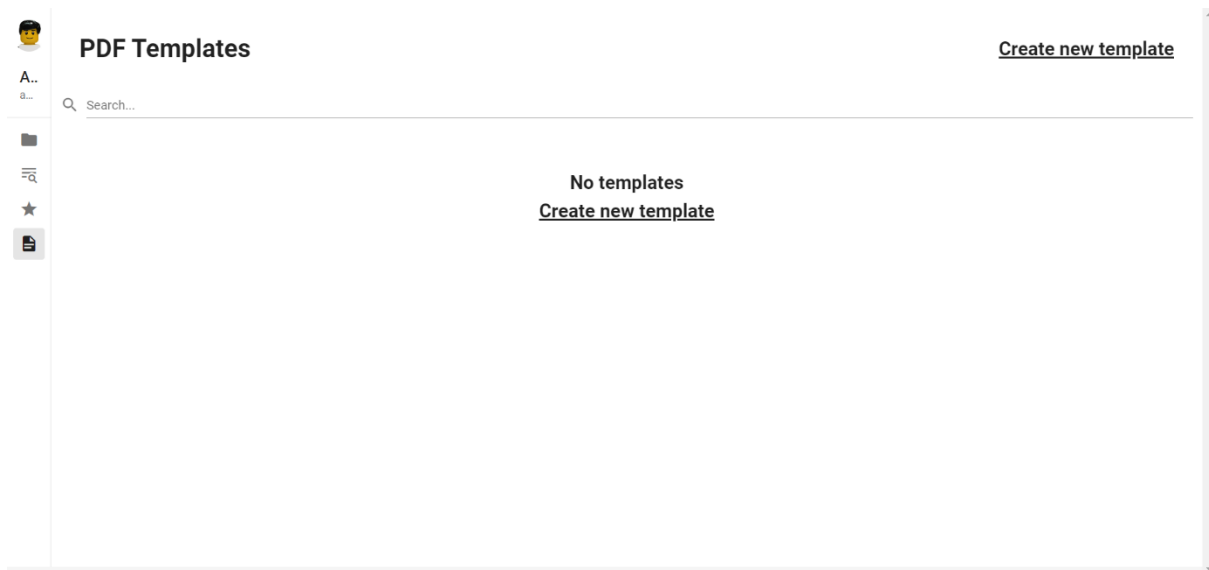 PDF Templates
Create new template
A..
a...
Search...
No templates
Create new template